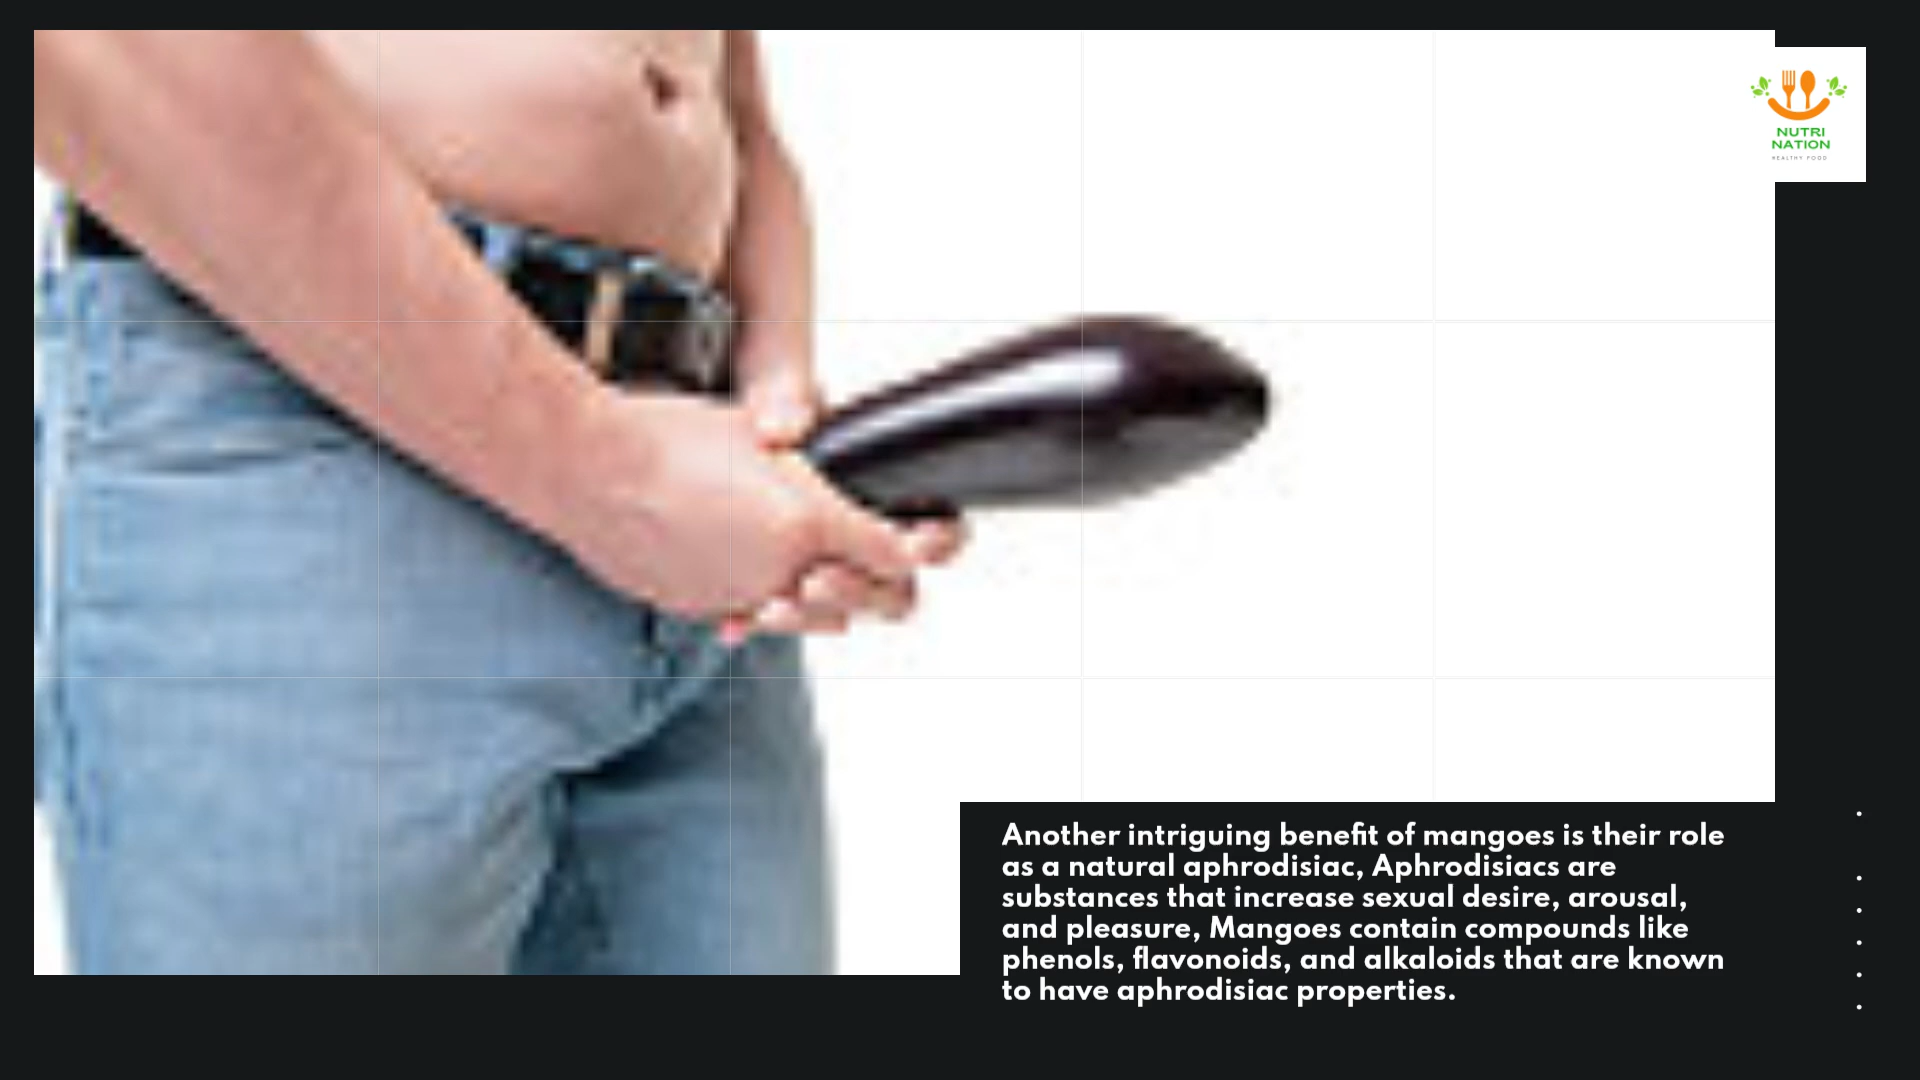 NUTRI
NATION
HEALTHY FOOD
Another intriguing benefit of mangoes is their role
as a natural aphrodisiac, Aphrodisiacs are
substances that increase sexual desire, arousal,
and pleasure, Mangoes contain compounds like
phenols, flavonoids, and alkaloids that are known
to have aphrodisiac properties.